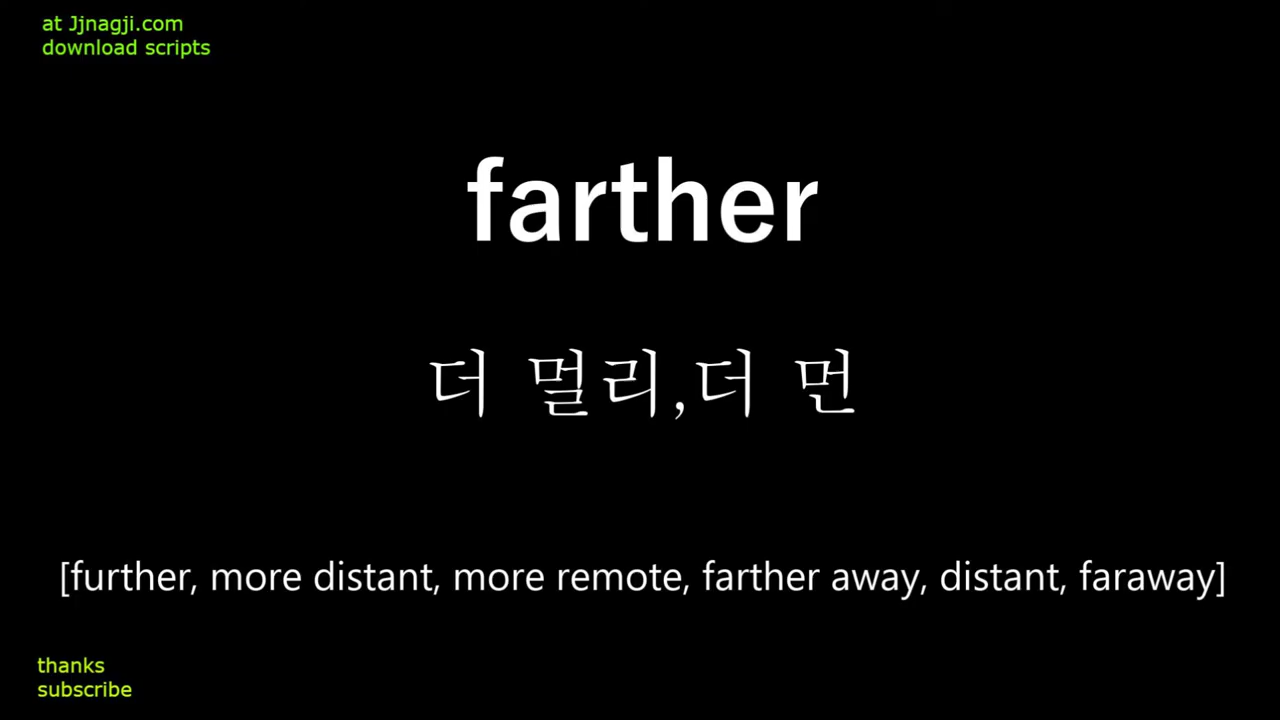 at Jjnagji.com
download scripts
farther
더 멀리,더 먼
[further, more distant, more remote, farther away, distant, faraway]
thanks
subscribe